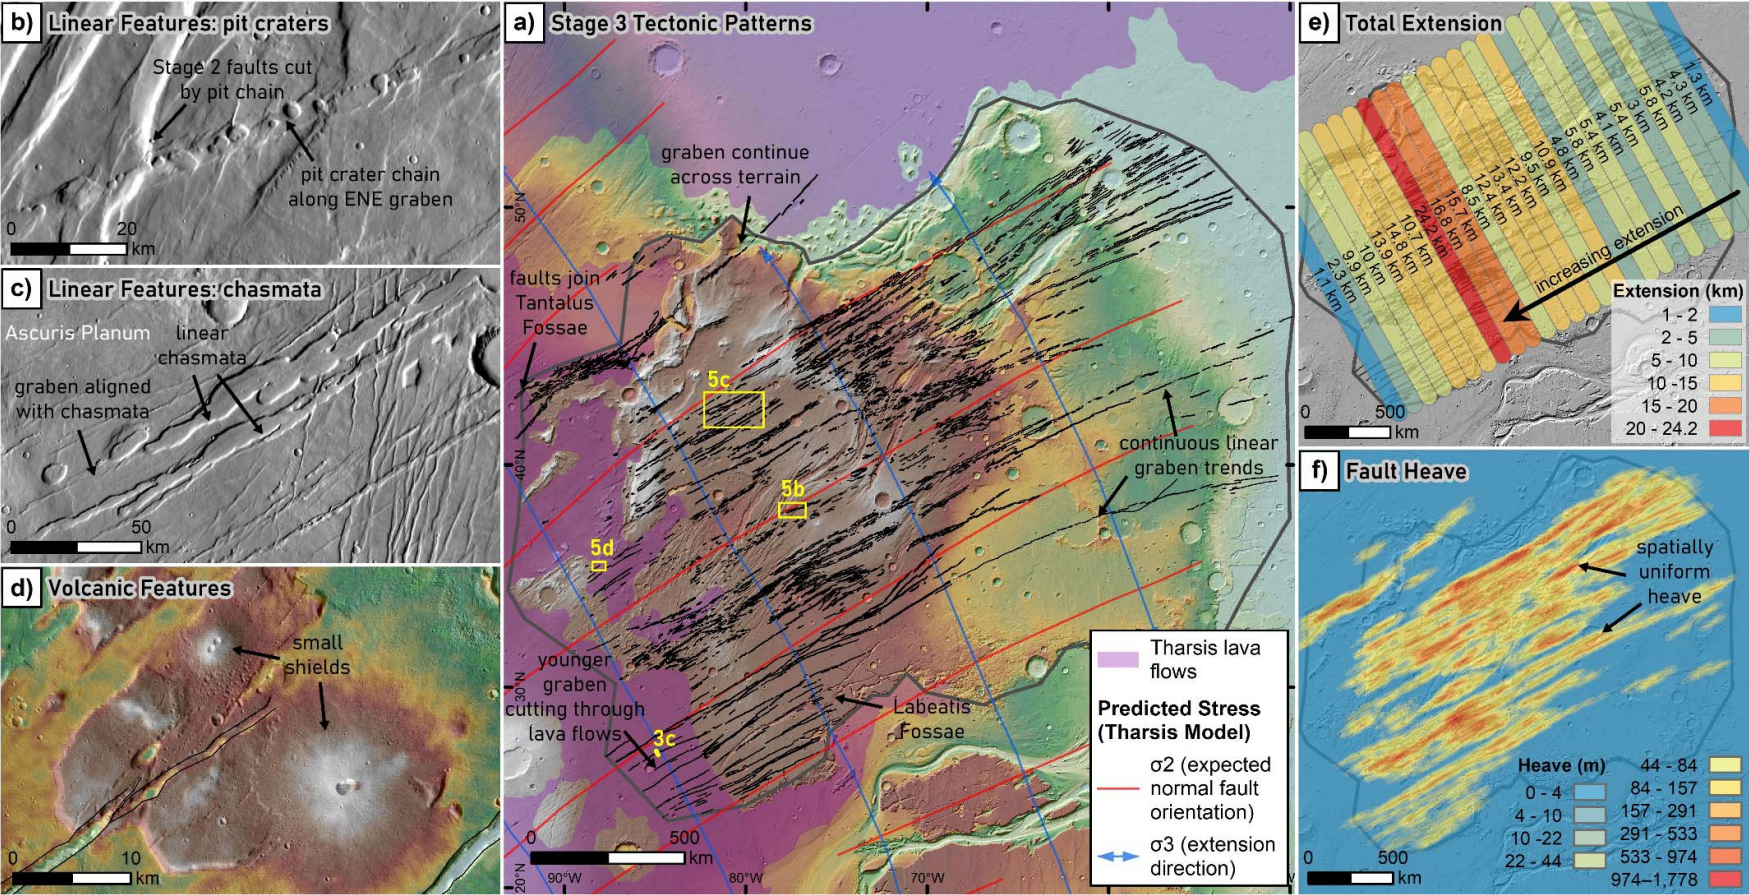 b) Linear Features: pit craters
Stage 2 faults cut
by pit chain
pit crater chain
along ENE graben
0 20
km
c) Linear Features: chasmata
Ascuris Planum
linear
chasmata
graben aligned
with chasmata
0 50
km
d) Volcanic Features
small
shields
0 10
km
a) Stage 3 Tectonic Patterns
graben continue
across terrain
faults join
Tantalus
Fossae
50°N
40°N
30°N
20°N
5c
5b
5d
3c
continuous linear
graben trends
younger
graben
cutting through
lava flows
Labeatis
Fossae
0 500
km
90°W 80°W 70°W
Tharsis lava
flows
Predicted Stress
(Tharsis Model)
σ2 (expected
normal fault
orientation)
σ3 (extension
direction)
e) Total Extension
1.1 km
2.3 km
9.9 km
10 km
13.9 km
14.8 km
10.7 km
24.2 km
16.8 km
15.7 km
8.5 km
12.4 km
13.4 km
12.2 km
9.5 km
10.9 km
4.8 km
5.8 km
5.4 km
4.1 km
5.4 km
3 km
5.8 km
4.2 km
4.3 km
1.3 km
increasing extension
Extension (km)
1 - 2
2 - 5
5 - 10
10 -15
15 - 20
20 - 24.2
0 500
km
f) Fault Heave
spatially
uniform
heave
Heave (m)
0 - 4
4 - 10
10 -22
22 - 44
44 - 84
84 - 157
157 - 291
291 - 533
533 - 974
974–1,778
0 500
km